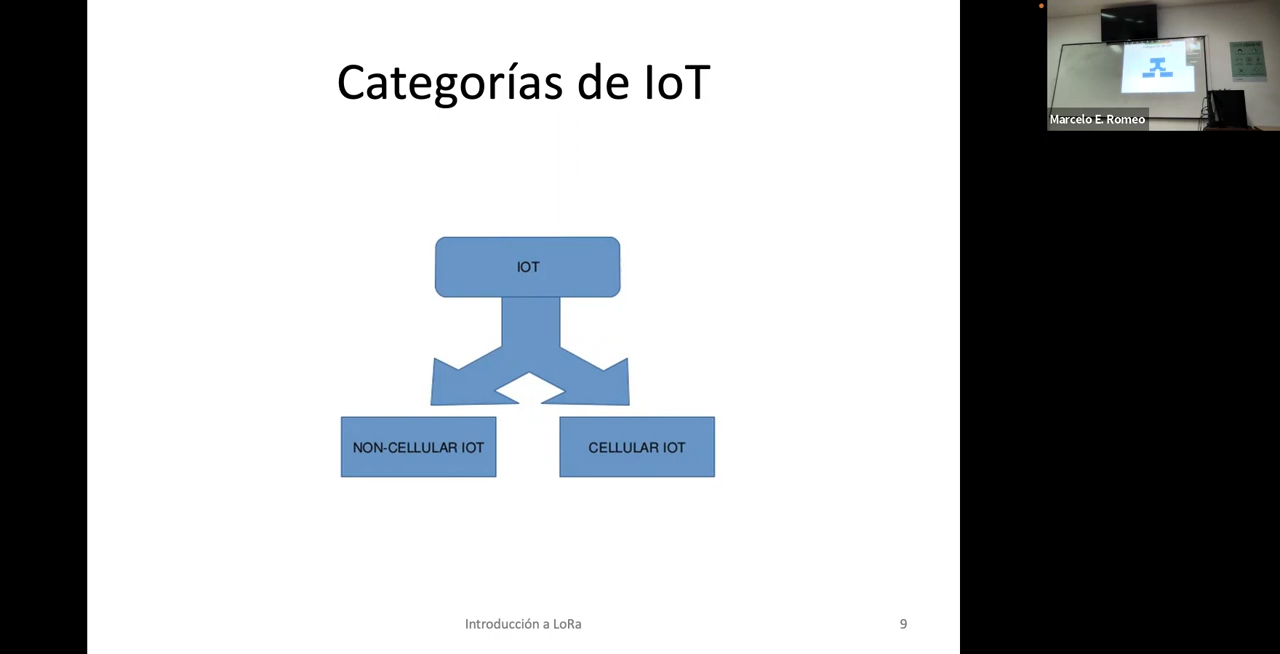 Categorías de IoT
IOT
NON-CELLULAR IOT
CELLULAR IOT
Introducción a LoRa
9
Marcelo E. Romeo